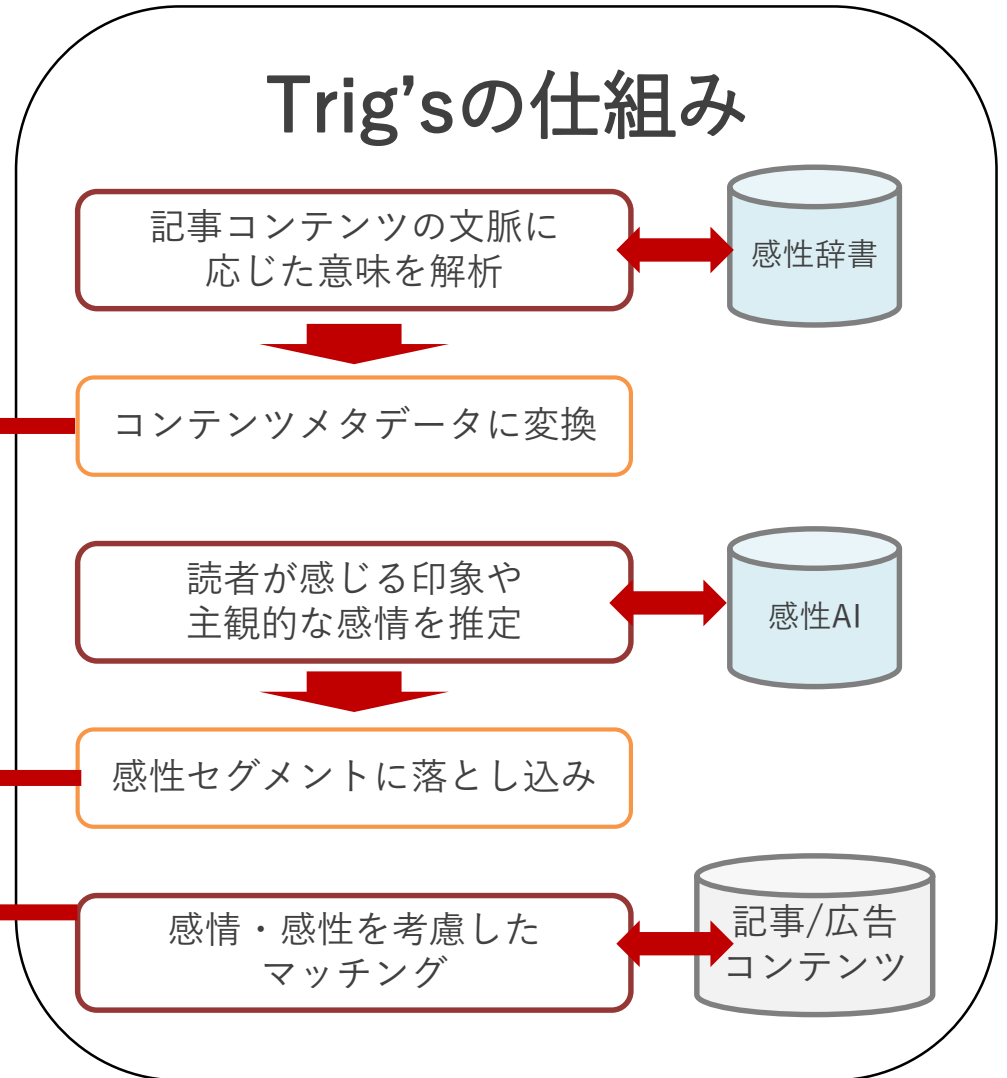 Trig’sの仕組み
記事コンテンツの文脈に
応じた意味を解析
感性辞書
コンテンツメタデータに変換
読者が感じる印象や
主観的な感情を推定
感性AI
感性セグメントに落とし込み
感情・感性を考慮した
マッチング
記事/広告
コンテンツ